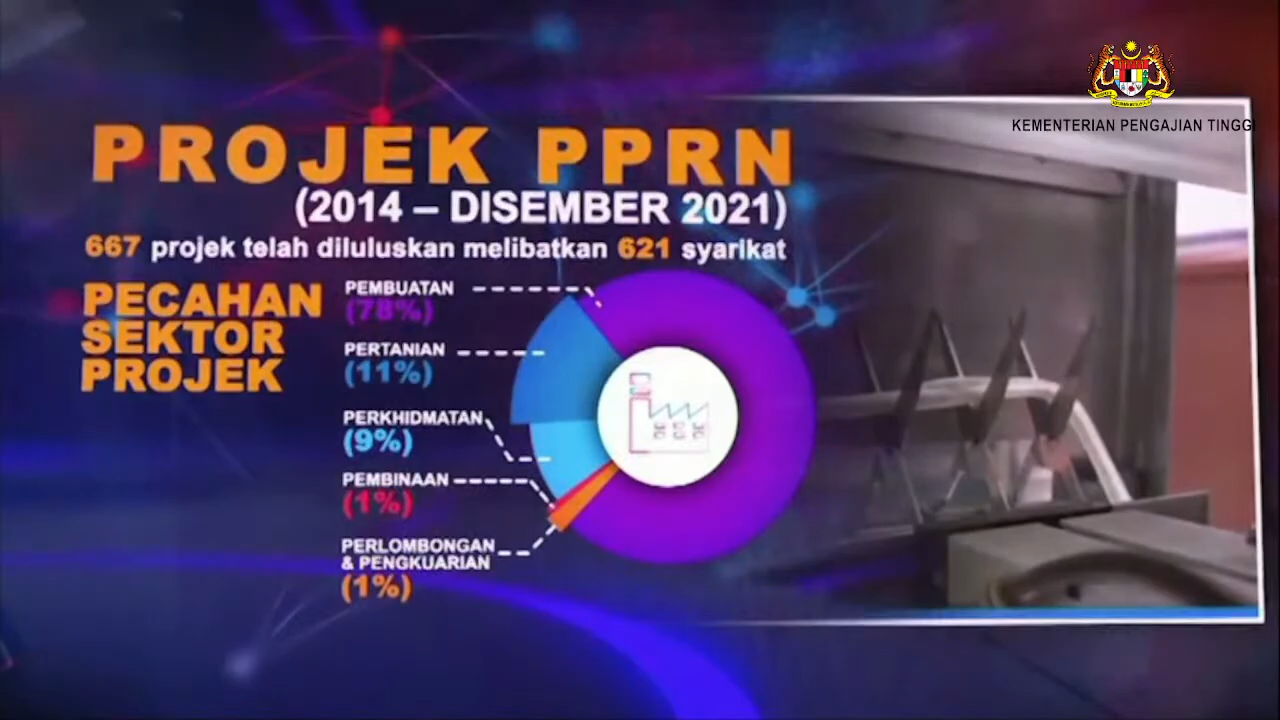 KEMENTERIAN PENGAJIAN TINGGI
PROJEK PPRN
(2014 – DISEMBER 2021)
667 projek telah diluluskan melibatkan 621 syarikat
PECAHAN
SEKTOR
PROJEK
PEMBUATAN
(78%)
PERTANIAN
(11%)
PERKHIDMATAN
(9%)
PEMBINAAN
(1%)
PERLOMBONGAN
& PENGKUARIAN
(1%)